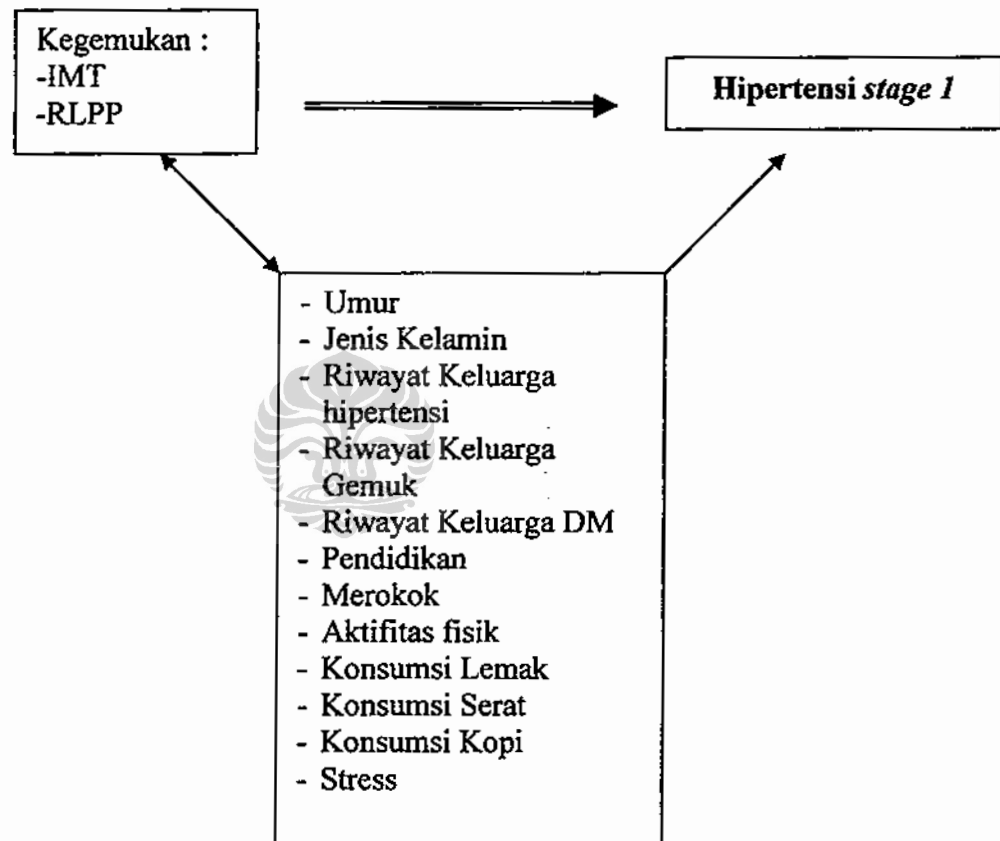 Kegemukan :
-IMT
-RLPP
Hipertensi stage 1
- Umur
- Jenis Kelamin
- Riwayat Keluarga
hipertensi
- Riwayat Keluarga
Gemuk
- Riwayat Keluarga DM
- Pendidikan
- Merokok
- Aktifitas fisik
- Konsumsi Lemak
- Konsumsi Serat
- Konsumsi Kopi
- Stress